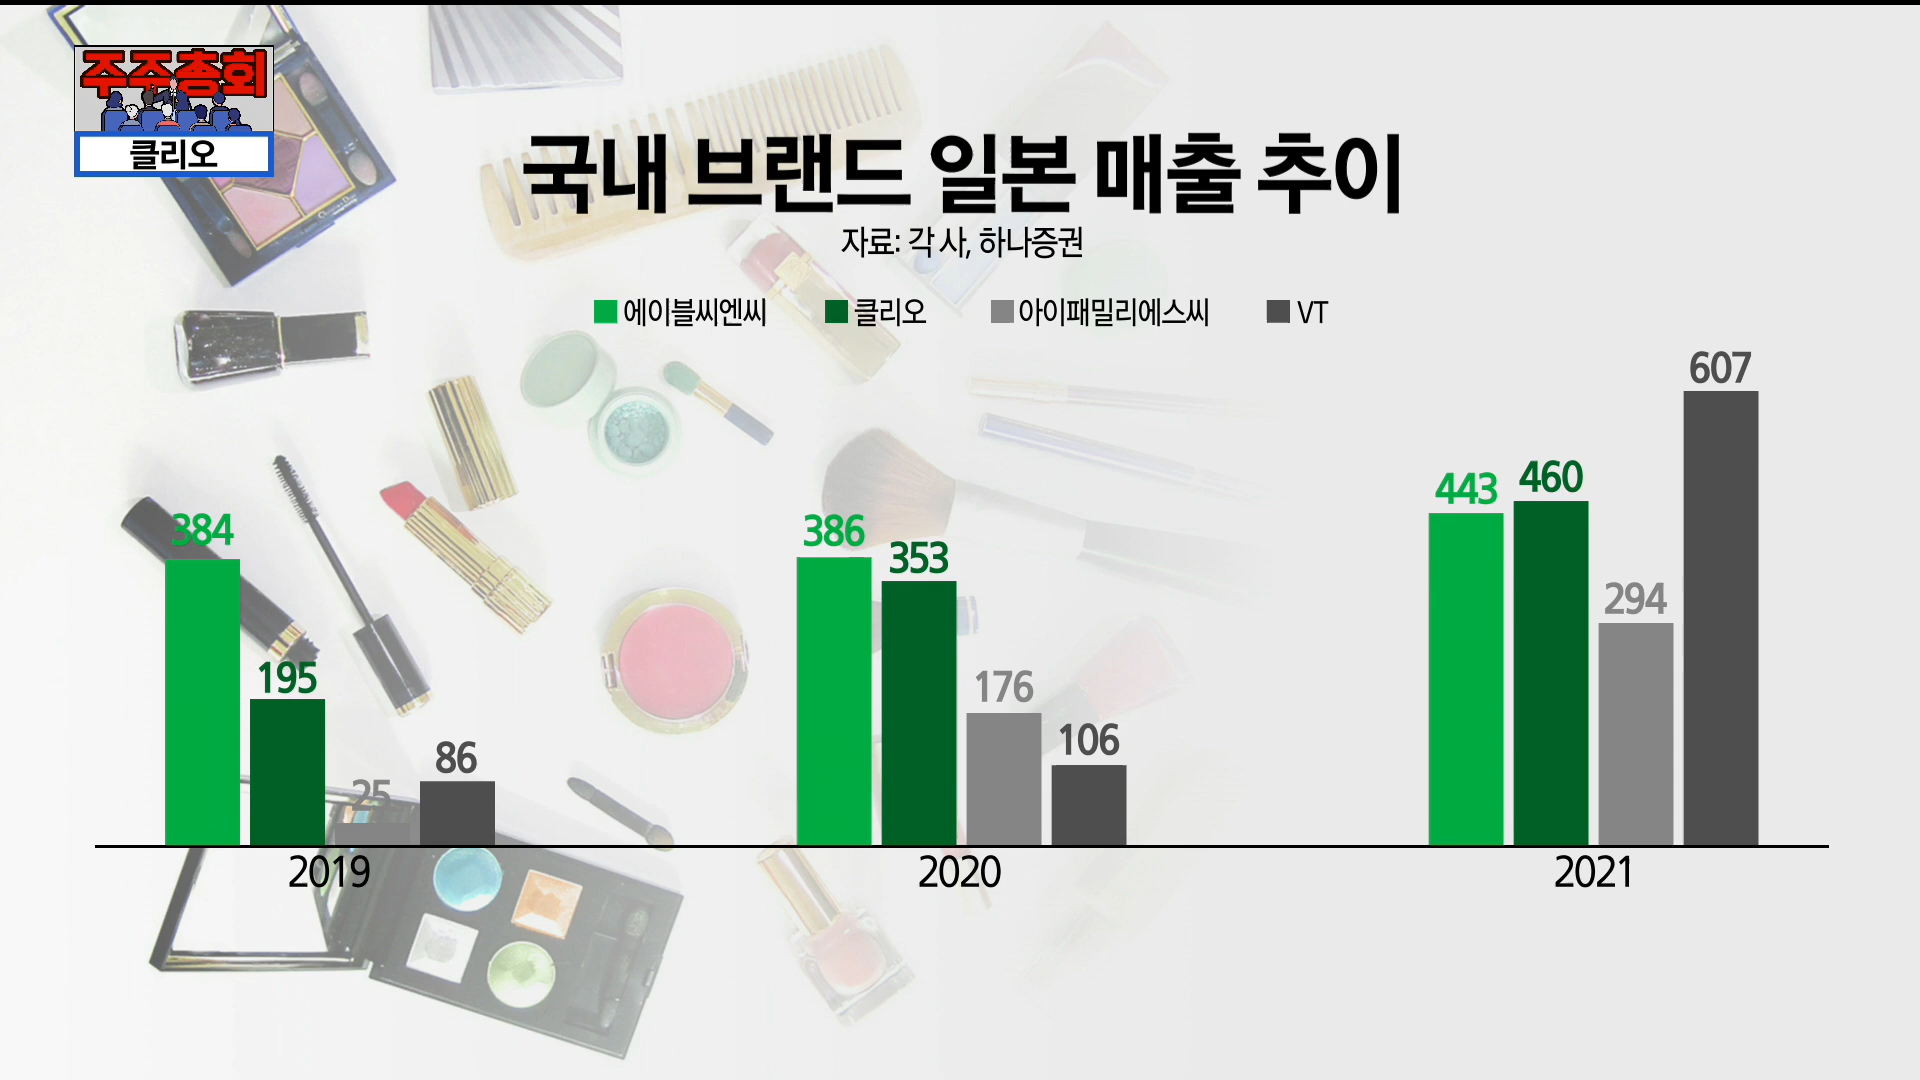 주주총회
클리오
국내 브랜드 일본 매출 추이
자료: 각 사, 하나증권
에이블씨엔씨 클리오 아이패밀리에스씨 VT
384 195 25 86
386 353 176 106
443 460 294 607
2019 2020 2021